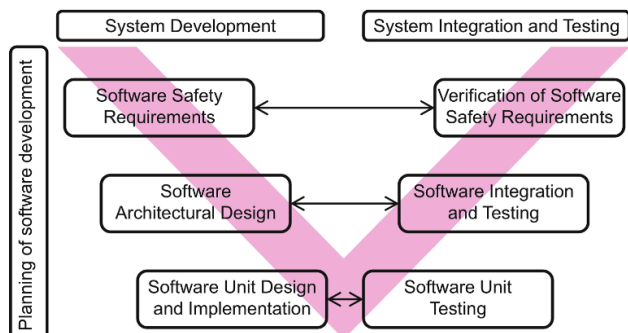 System Development
System Integration and Testing
Planning of software development
Software Safety
Requirements
Verification of Software
Safety Requirements
Software
Architectural Design
Software Integration
and Testing
Software Unit Design
and Implementation
Software Unit
Testing